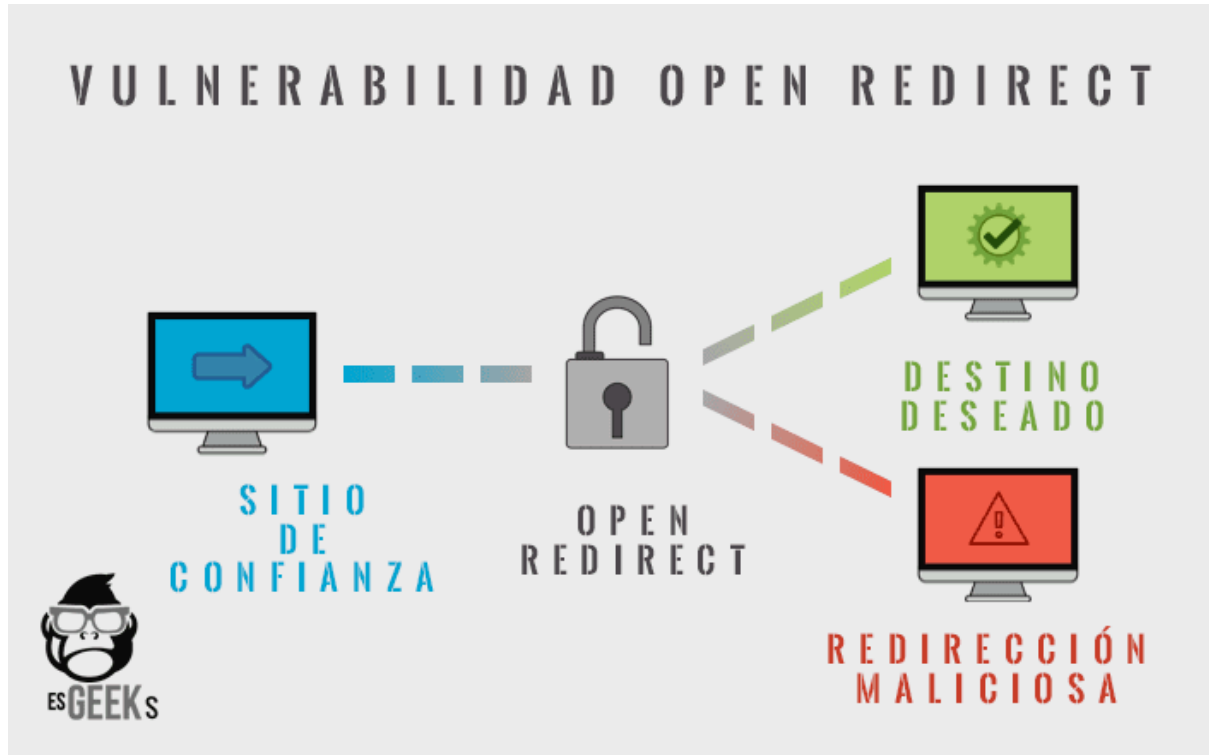 VULNERABILIDAD OPEN REDIRECT
SITIO
DE
CONFIANZA
OPEN
REDIRECT
DESTINO
DESEADO
REDIRECCIÓN
MALICIOSA
ESGEEKS